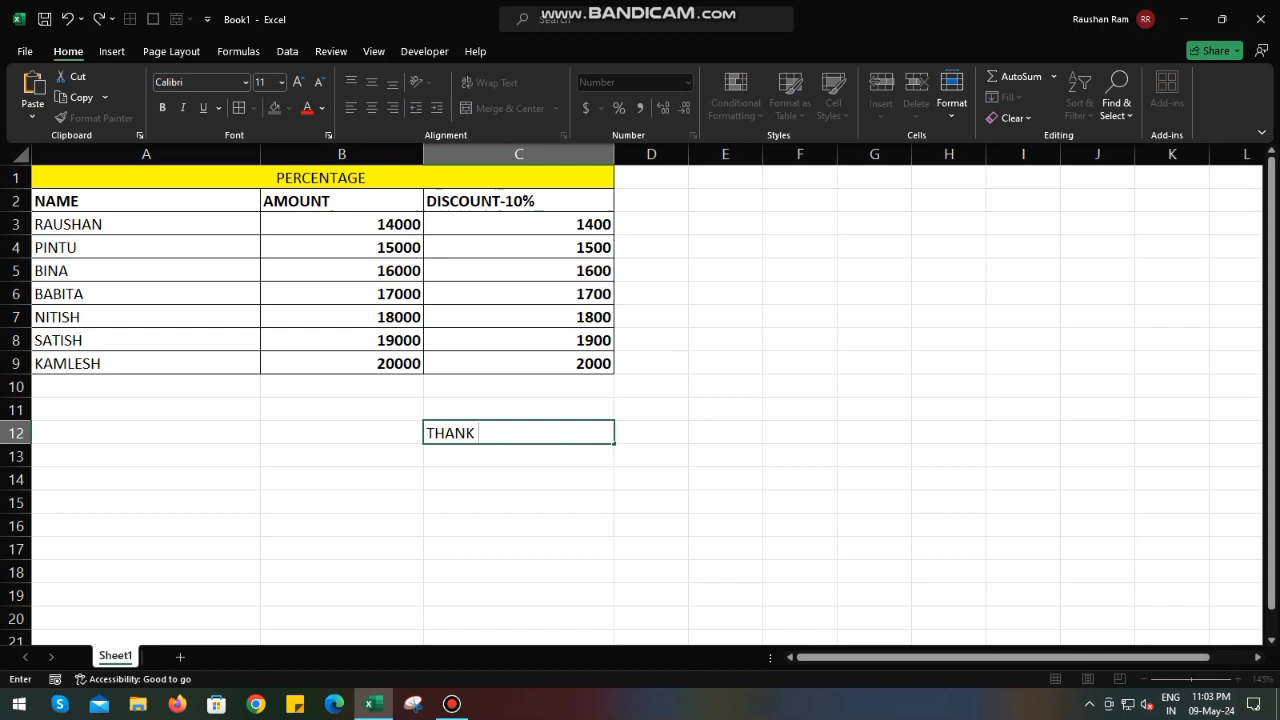 Book1 - Excel
www.BANDICAM.com
Search
Raushan Ram
RR
File Home Insert Page Layout Formulas Data Review View Developer Help
Share
Paste
Cut
Copy
Format Painter
Clipboard
Calibri 11
B I U
Font
Wrap Text
Merge & Center
Alignment
Number
$ % ,
Number
Conditional Formatting
Format as Table
Cell Styles
Styles
Insert Delete Format
Cells
AutoSum
Fill
Clear
Sort & Filter
Find & Select
Editing
Add-ins
Add-ins
A B C D E F G H I J K L
1 PERCENTAGE
2 NAME AMOUNT DISCOUNT-10%
3 RAUSHAN 14000 1400
4 PINTU 15000 1500
5 BINA 16000 1600
6 BABITA 17000 1700
7 NITISH 18000 1800
8 SATISH 19000 1900
9 KAMLESH 20000 2000
10
11
12 THANK
13
14
15
16
17
18
19
20
21
Sheet1
Enter
Accessibility: Good to go
145%
ENG
IN
11:03 PM
09-May-24